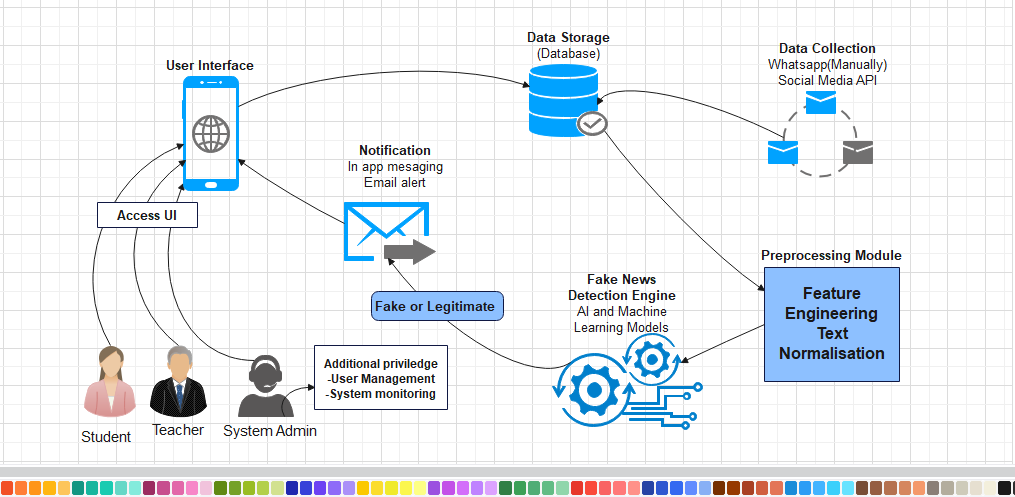 Data Storage
(Database)
Data Collection
Whatsapp(Manually)
Social Media API
User Interface
Notification
In app mesaging
Email alert
Access UI
Preprocessing Module
Feature
Engineering
Text
Normalisation
Fake News
Detection Engine
AI and Machine
Learning Models
Fake or Legitimate
Additional priviledge
-User Management
-System monitoring
Student
Teacher
System Admin